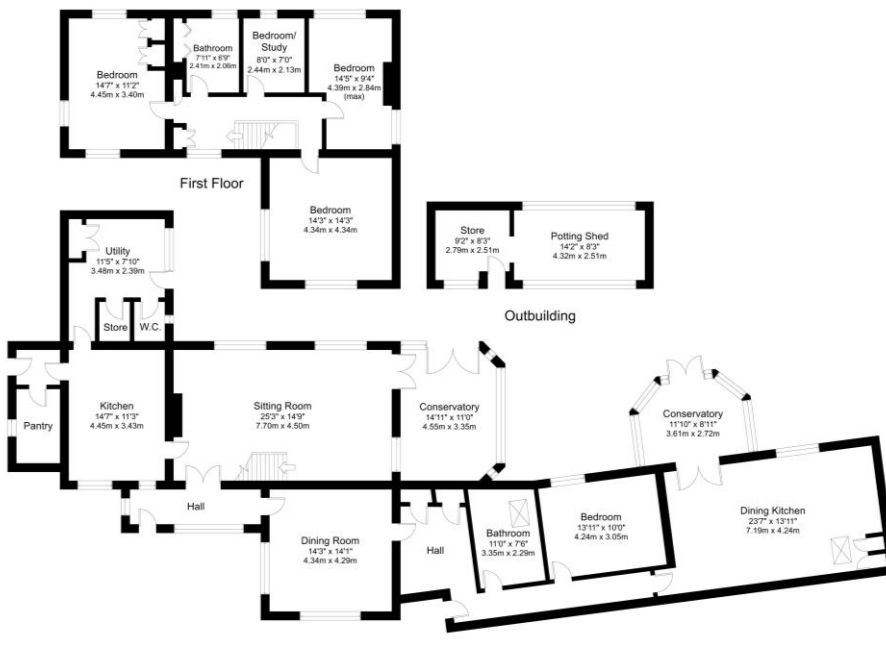 Bedroom
14'7" x 11'2"
4.45m x 3.40m
Bathroom
7'11" x 6'9"
2.41m x 2.06m
Bedroom/
Study
8'0" x 7'0"
2.44m x 2.13m
Bedroom
14'5" x 9'4"
4.39m x 2.84m
(max)
First Floor
Bedroom
14'3" x 14'3"
4.34m x 4.34m
Store
9'2" x 8'3"
2.79m x 2.51m
Potting Shed
14'2" x 8'3"
4.32m x 2.51m
Outbuilding
Utility
11'5" x 7'10"
3.48m x 2.39m
Store
W.C.
Pantry
Kitchen
14'7" x 11'3"
4.45m x 3.43m
Sitting Room
25'3" x 14'9"
7.70m x 4.50m
Conservatory
14'11" x 11'0"
4.55m x 3.35m
Conservatory
11'10" x 8'11"
3.61m x 2.72m
Hall
Dining Room
14'3" x 14'1"
4.34m x 4.29m
Hall
Bathroom
11'0" x 7'6"
3.35m x 2.29m
Bedroom
13'11" x 10'0"
4.24m x 3.05m
Dining Kitchen
23'7" x 13'11"
7.19m x 4.24m